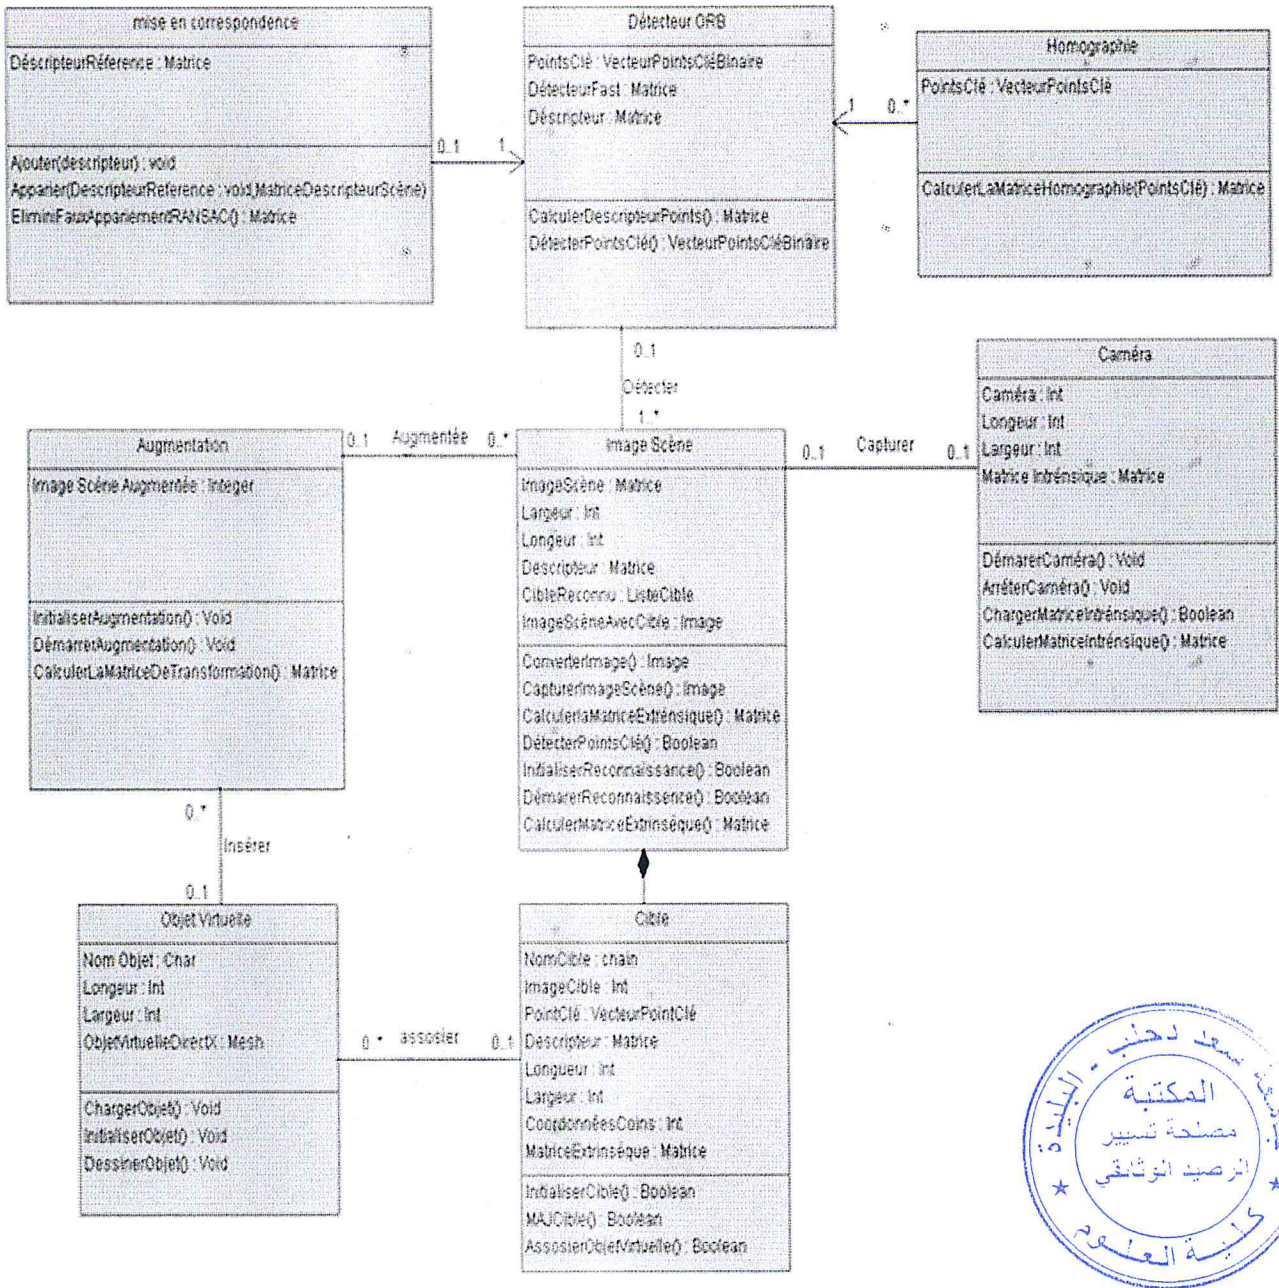 mise en correspondence
DéscripteurRéference : Matrice
Ajouter(descripteur) : void
Apparier(DescripteurReference : void,MatriceDescripteurScène)
EliminiFauxAppariementRANSAC() : Matrice
0..1
1
Détecteur ORB
PointsClé : VecteurPointsCléBinaire
DétecteurFast : Matrice
Déscripteur : Matrice
CalculerDescripteurPoints() : Matrice
DétecterPointsClé() : VecteurPointsCléBinaire
1
0..*
Homographie
PointsClé : VecteurPointsClé
CalculerLaMatriceHomographie(PointsClé) : Matrice
0..1
Détecter
1..*
Caméra
Caméra : Int
Longeur : Int
Largeur : Int
Matrice Intrénsique : Matrice
DémarerCaméra() : Void
ArrêterCaméra() : Void
ChargerMatriceIntrénsique() : Boolean
CalculerMatriceIntrénsique() : Matrice
Augmentation
Image Scène Augmentée : Integer
InitialiserAugmentation() : Void
DémarrerAugmentation() : Void
CalculerLaMatriceDeTransformation() : Matrice
0..1
Augmentée
0..*
Image Scène
ImageScène : Matrice
Largeur : Int
Longeur : Int
Descripteur : Matrice
CibleReconnu : ListeCible
ImageScèneAvecCible : Image
ConverterImage() : Image
CapturerImageScène() : Image
CalculerlaMatriceExtrénsique() : Matrice
DétecterPointsClé() : Boolean
InitialiserReconnaissance() : Boolean
DémarerReconnaissence() : Boolean
CalculerMatriceExtrinséque() : Matrice
0..1
Capturer
0..1
0..*
Insérer
0..1
Objet Virtuelle
Nom Objet : Char
Longeur : Int
Largeur : Int
ObjetVirtuelleDirectX : Mesh
ChargerObjet() : Void
InitialiserObjet() : Void
DessinerObjet() : Void
0..*
assosier
0..1
Cible
NomCible : chain
ImageCible : Int
PointClé : VecteurPointClé
Descripteur : Matrice
Longueur : Int
Largeur : Int
CoordonnéesCoins : Int
MatriceExtrinséque : Matrice
InitialiserCible() : Boolean
MAJCible() : Boolean
AssosierObjetVirtuelle() : Boolean
سعد دحلب - البليدة
المكتبة
مصلحة تسيير
الرصيد الوثائقي
كلية العلوم